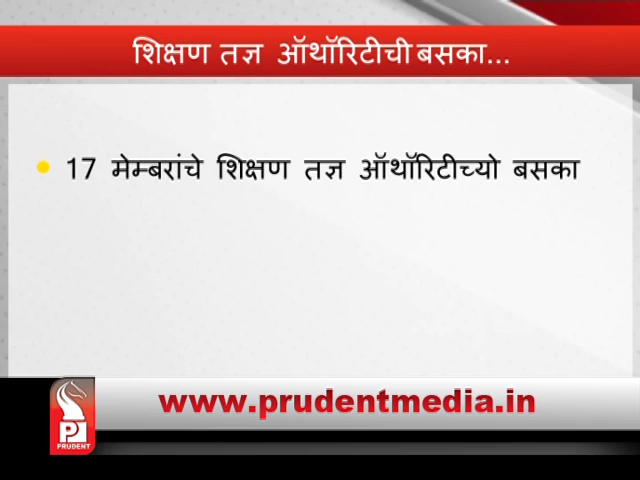 शिक्षण तज्ञ ऑथॉरिटीची बसका...
17 मेम्बरांचे शिक्षण तज्ञ ऑथॉरिटीच्यो बसका
www.prudentmedia.in
P
PRUDENT